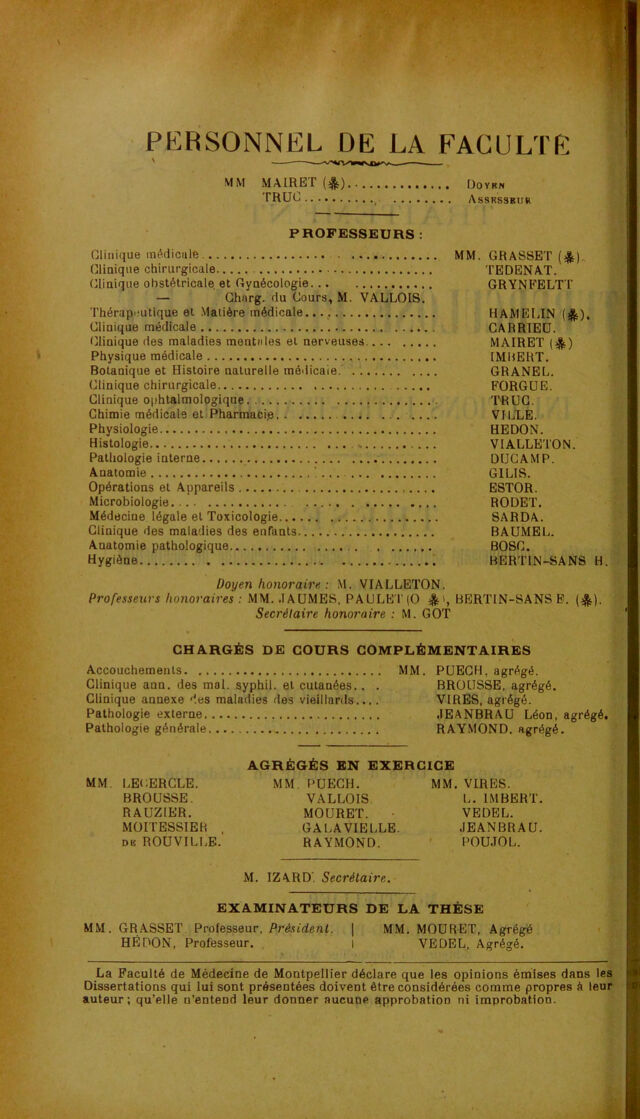 PERSONNEL DE LA FACULTÉ
MM MAIRET (✤).............. DOYEN
TRUC.................... ASSESSEUR
PROFESSEURS :
Clinique médicale.................... MM. GRASSET (✤).
Clinique chirurgicale.................... TEDENAT.
Clinique obstétricale et Gynécologie.................... GRYNFELTT
— Charg. du Cours, M. VALLOIS.
Thérapeutique et Matière médicale.................... HAMELIN (✤).
Clinique médicale.................... CARRIEU.
Clinique des maladies mentales et nerveuses.................... MAIRET (✤)
Physique médicale.................... IMBERT.
Botanique et Histoire naturelle médicale.................... GRANEL.
Clinique chirurgicale.................... FORGUE.
Clinique ophtalmologique.................... TRUC.
Chimie médicale et Pharmacie.................... VILLE.
Physiologie.................... HEDON.
Histologie.................... VIALLETON.
Pathologie interne.................... DUCAMP.
Anatomie.................... GILIS.
Opérations et Appareils.................... ESTOR.
Microbiologie.................... RODET.
Médecine légale et Toxicologie.................... SARDA.
Clinique des maladies des enfants.................... BAUMEL.
Anatomie pathologique.................... BOSC.
Hygiène.................... BERTIN-SANS H.
Doyen honoraire : M. VIALLETON.
Professeurs honoraires : MM. JAUMES, PAULET (O ✤), BERTIN-SANS E. (✤).
Secrétaire honoraire : M. GOT
CHARGÉS DE COURS COMPLÉMENTAIRES
Accouchements.................... MM. PUECH, agrégé.
Clinique ann. des mal. syphil. et cutanées.... BROUSSE, agrégé.
Clinique annexe des maladies des vieillards.... VIRES, agrégé.
Pathologie externe.................... JEANBRAU Léon, agrégé.
Pathologie générale.................... RAYMOND, agrégé.
AGRÉGÉS EN EXERCICE
MM. LECERCLE. MM. PUECH. MM. VIRES.
BROUSSE. VALLOIS L. IMBERT.
RAUZIER. MOURET. VEDEL.
MOITESSIER GALAVIELLE. JEANBRAU.
DE ROUVILLE. RAYMOND. POUJOL.
M. IZARD. Secrétaire.
EXAMINATEURS DE LA THÈSE
MM. GRASSET Professeur, Président. | MM. MOURET, Agrégé
HÉDON, Professeur. | VEDEL, Agrégé.
La Faculté de Médecine de Montpellier déclare que les opinions émises dans les
Dissertations qui lui sont présentées doivent être considérées comme propres à leur
auteur; qu'elle n'entend leur donner aucune approbation ni improbation.